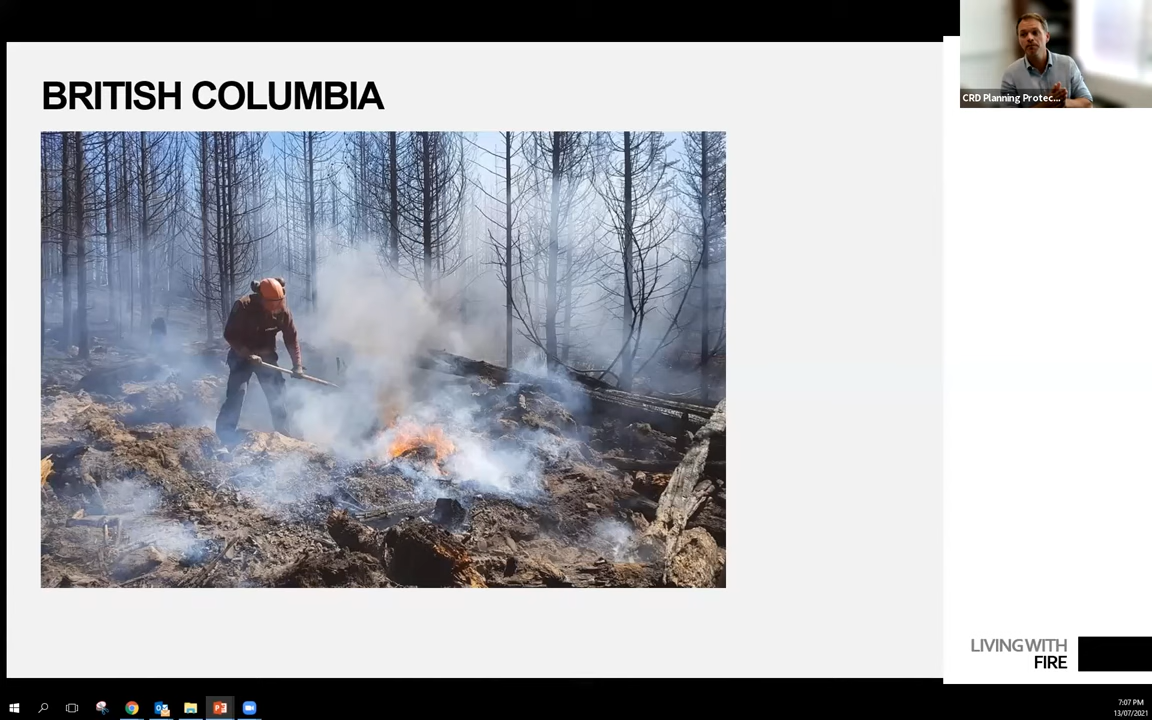 BRITISH COLUMBIA
CRD Planning Protec...
LIVING WITH
FIRE
7:07 PM
13/07/2021